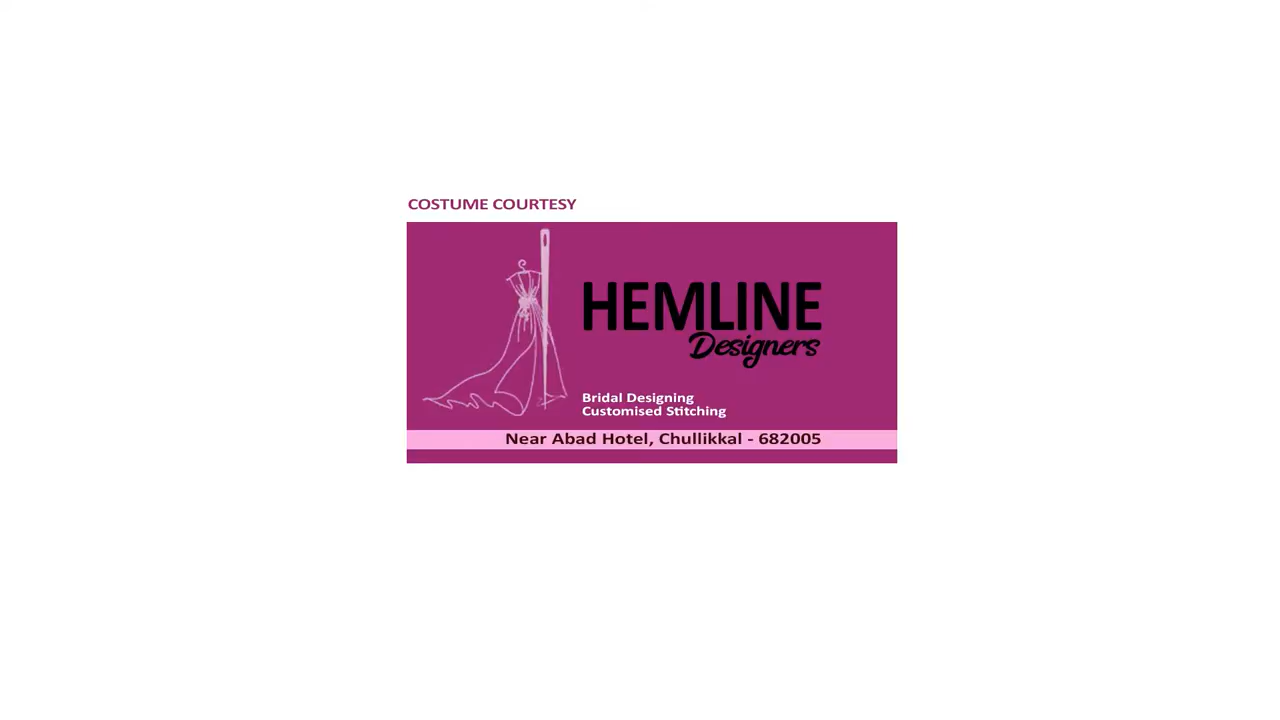 COSTUME COURTESY
HEMLINE
Designers
Bridal Designing
Customised Stitching
Near Abad Hotel, Chullikkal - 682005